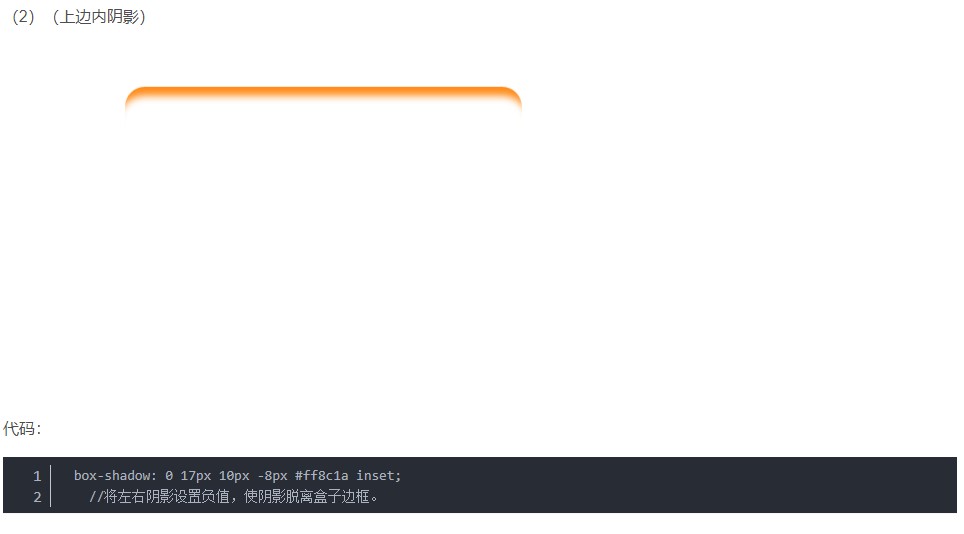 （2）（上边内阴影）
代码：
1 box-shadow: 0 17px 10px -8px #ff8c1a inset;
2 //将左右阴影设置负值，使阴影脱离盒子边框。